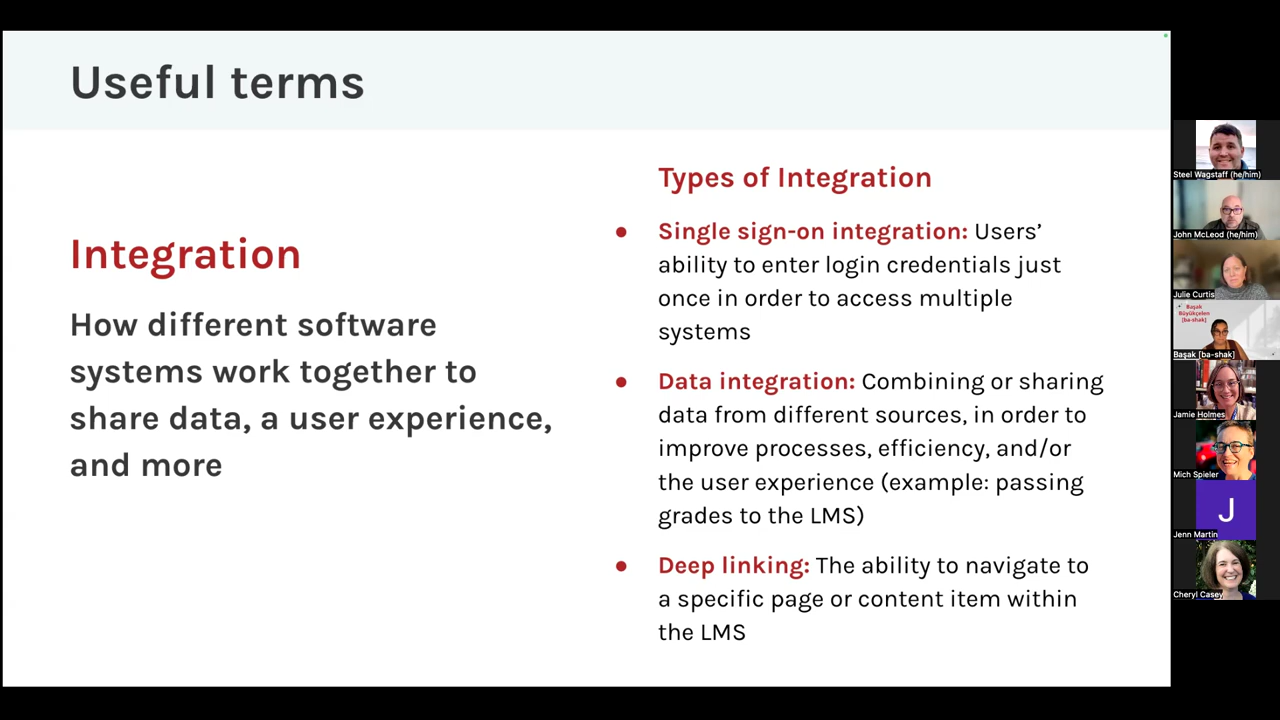 Useful terms
Integration
How different software
systems work together to
share data, a user experience,
and more
Types of Integration
● Single sign-on integration: Users’
ability to enter login credentials just
once in order to access multiple
systems
● Data integration: Combining or sharing
data from different sources, in order to
improve processes, efficiency, and/or
the user experience (example: passing
grades to the LMS)
● Deep linking: The ability to navigate to
a specific page or content item within
the LMS
Steel Wagstaff (he/him)
John McLeod (he/him)
Julie Curtis
Başak
Büyükçelen
[ba-shak]
Başak [ba-shak]
Jamie Holmes
Mich Spieler
J
Jenn Martin
Cheryl Casey